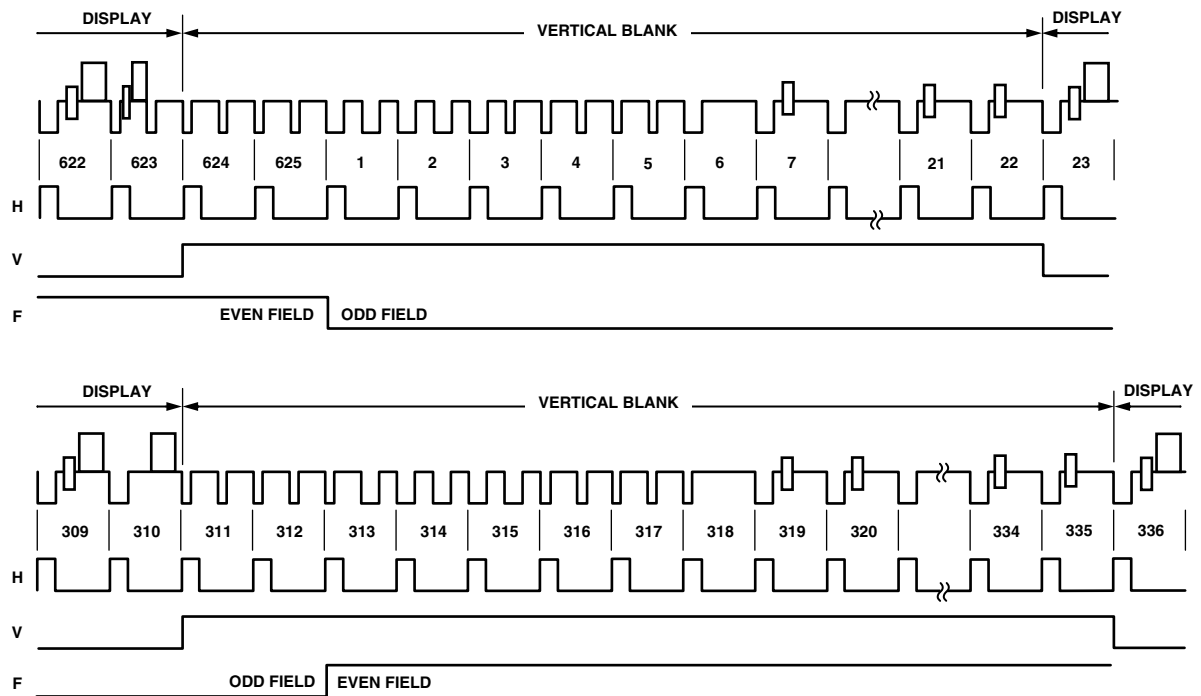 DISPLAY VERTICAL BLANK DISPLAY
622 623 624 625 1 2 3 4 5 6 7 21 22 23
H
V
F EVEN FIELD ODD FIELD
DISPLAY VERTICAL BLANK DISPLAY
309 310 311 312 313 314 315 316 317 318 319 320 334 335 336
H
V
F ODD FIELD EVEN FIELD